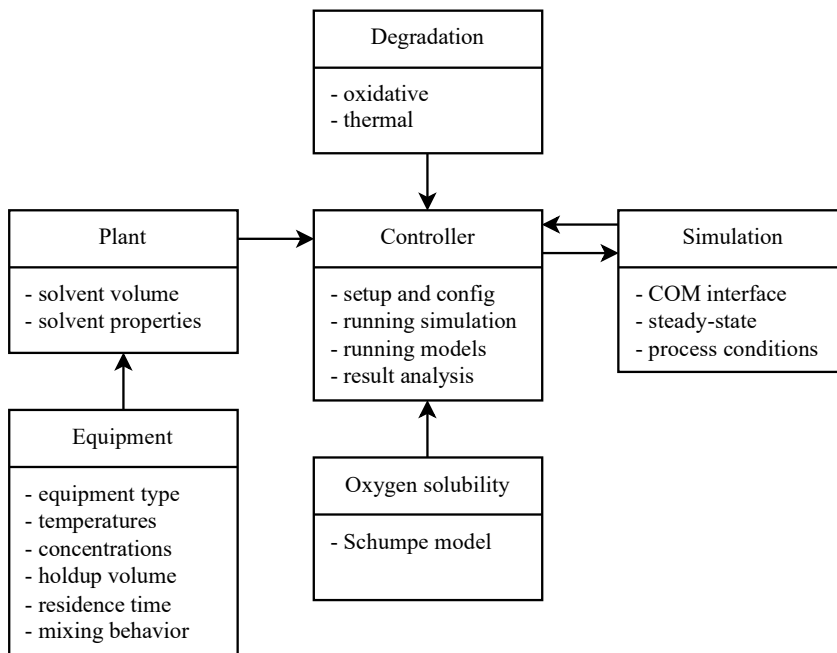 Degradation
- oxidative
- thermal
Plant
- solvent volume
- solvent properties
Controller
- setup and config
- running simulation
- running models
- result analysis
Simulation
- COM interface
- steady-state
- process conditions
Equipment
- equipment type
- temperatures
- concentrations
- holdup volume
- residence time
- mixing behavior
Oxygen solubility
- Schumpe model